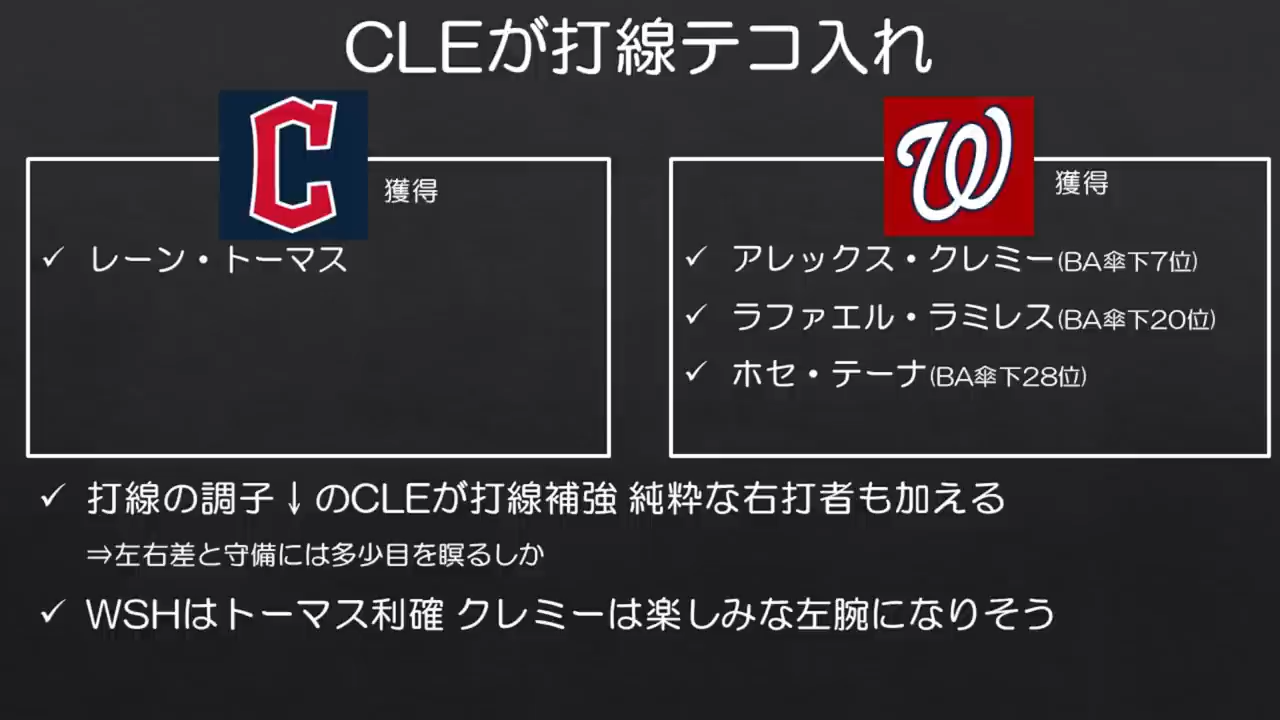 CLEが打線テコ入れ
獲得
✓ レーン・トーマス
獲得
✓ アレックス・クレミー(BA傘下7位)
✓ ラファエル・ラミレス(BA傘下20位)
✓ ホセ・テーナ(BA傘下28位)
✓ 打線の調子↓のCLEが打線補強 純粋な右打者も加える
⇒左右差と守備には多少目を瞑るしか
✓ WSHはトーマス利確 クレミーは楽しみな左腕になりそう